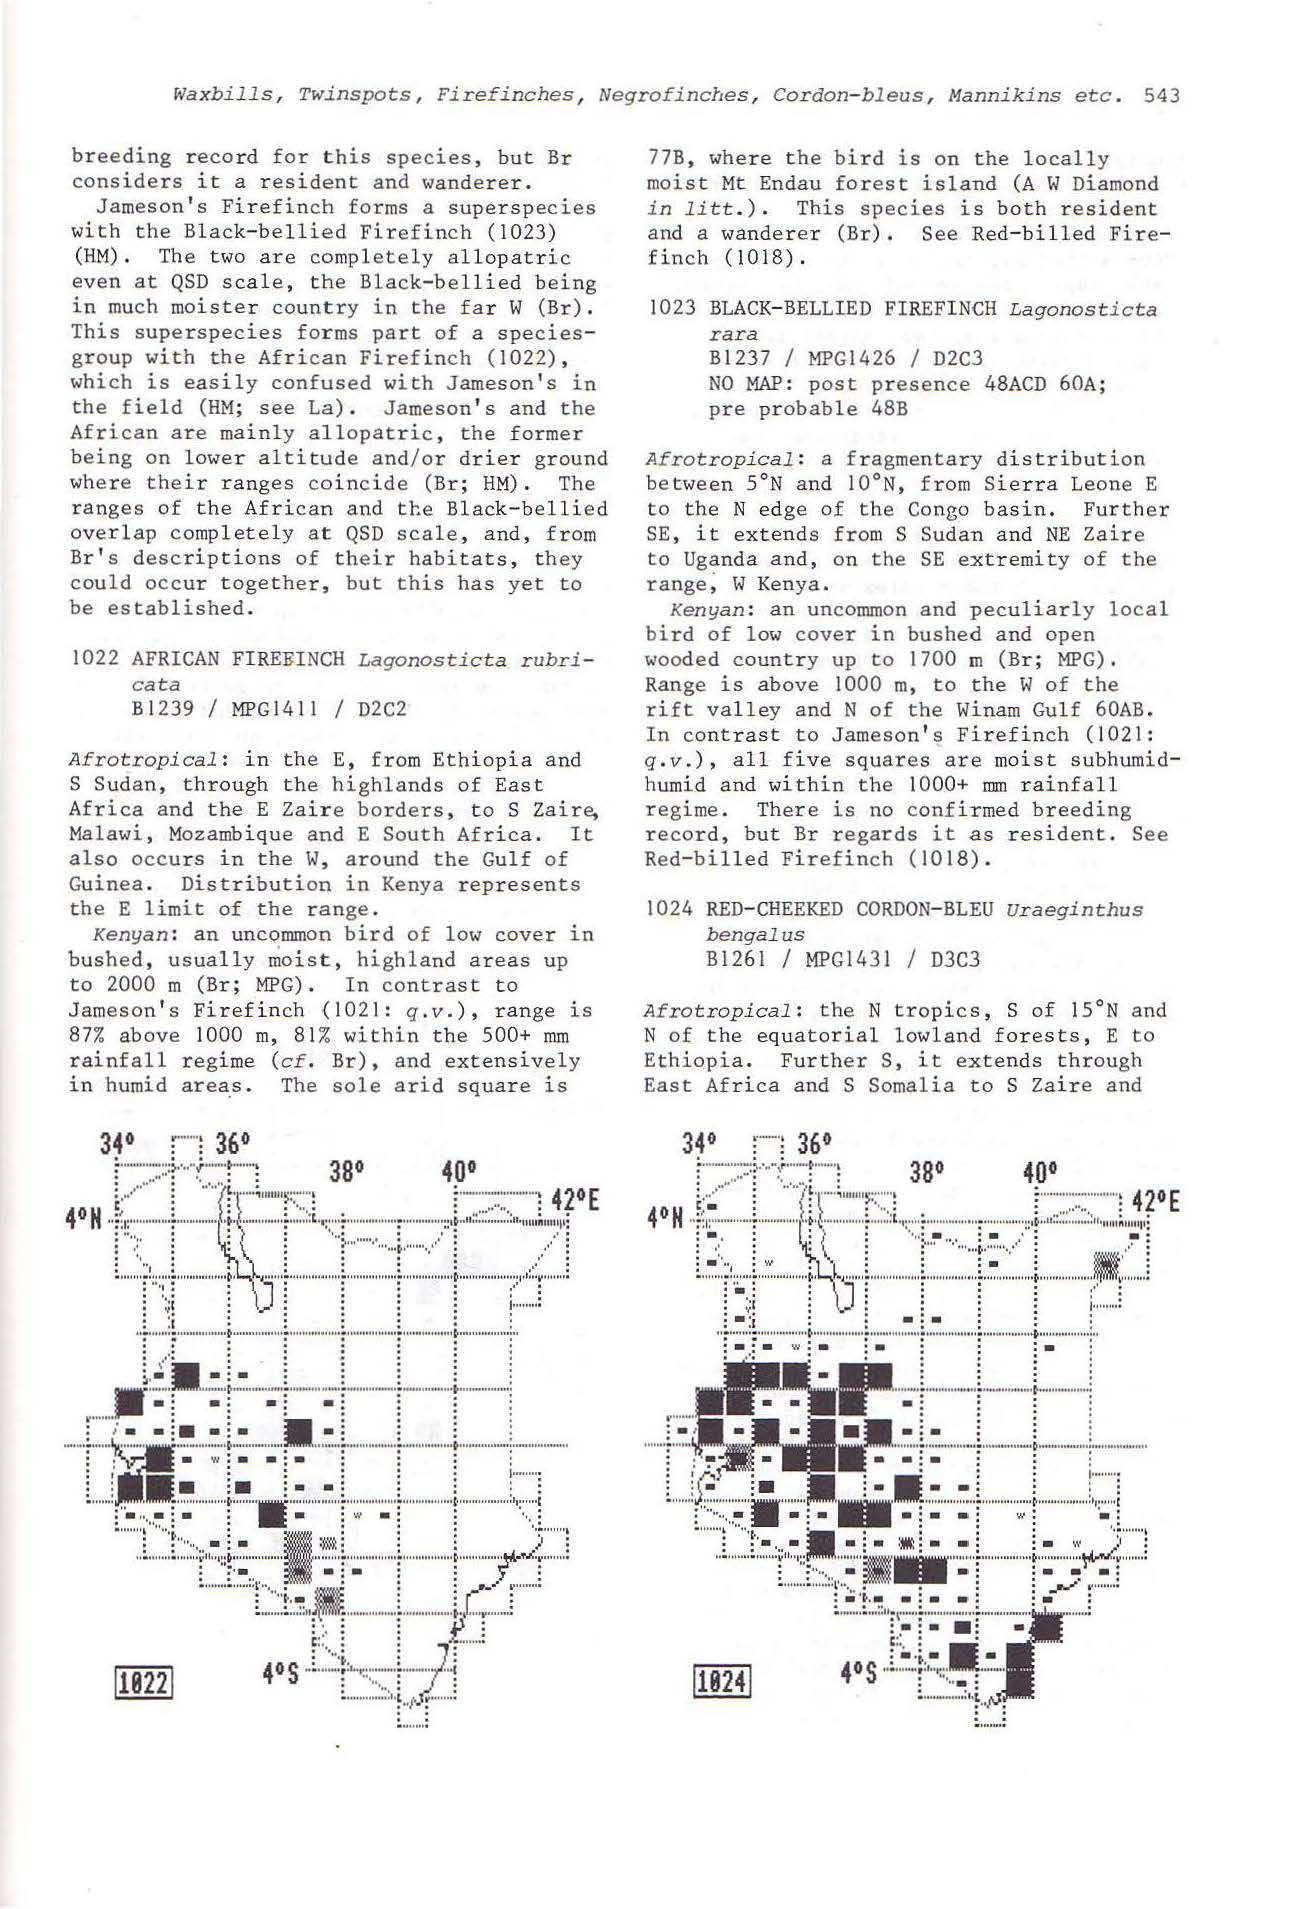 Waxbills, Twinspots, Firefinches, Negrofinches, Cordon-bleus, Mannikins etc. 543
breeding record for this species, but Br
considers it a resident and wanderer.
Jameson's Firefinch forms a superspecies
with the Black-bellied Firefinch (1023)
(HM). The two are completely allopatric
even at QSD scale, the Black-bellied being
in much moister country in the far W (Br).
This superspecies forms part of a species-
group with the African Firefinch (1022),
which is easily confused with Jameson's in
the field (HM; see La). Jameson's and the
African are mainly allopatric, the former
being on lower altitude and/or drier ground
where their ranges coincide (Br; HM). The
ranges of the African and the Black-bellied
overlap completely at QSD scale, and, from
Br's descriptions of their habitats, they
could occur together, but this has yet to
be established.
1022 AFRICAN FIREFINCH Lagonosticta rubri-
cata
B1239 / MPG1411 / D2C2
Afrotropical: in the E, from Ethiopia and
S Sudan, through the highlands of East
Africa and the E Zaire borders, to S Zaire,
Malawi, Mozambique and E South Africa. It
also occurs in the W, around the Gulf of
Guinea. Distribution in Kenya represents
the E limit of the range.
Kenyan: an uncommon bird of low cover in
bushed, usually moist, highland areas up
to 2000 m (Br; MPG). In contrast to
Jameson's Firefinch (1021: q.v.), range is
87% above 1000 m, 81% within the 500+ mm
rainfall regime (cf. Br), and extensively
in humid areas. The sole arid square is
77B, where the bird is on the locally
moist Mt Endau forest island (A W Diamond
in litt.). This species is both resident
and a wanderer (Br). See Red-billed Fire-
finch (1018).
1023 BLACK-BELLIED FIREFINCH Lagonosticta
rara
B1237 / MPG1426 / D2C3
NO MAP: post presence 48ACD 60A;
pre probable 48B
Afrotropical: a fragmentary distribution
between 5°N and 10°N, from Sierra Leone E
to the N edge of the Congo basin. Further
SE, it extends from S Sudan and NE Zaire
to Uganda and, on the SE extremity of the
range, W Kenya.
Kenyan: an uncommon and peculiarly local
bird of low cover in bushed and open
wooded country up to 1700 m (Br; MPG).
Range is above 1000 m, to the W of the
rift valley and N of the Winam Gulf 60AB.
In contrast to Jameson's Firefinch (1021:
q.v.), all five squares are moist subhumid-
humid and within the 1000+ mm rainfall
regime. There is no confirmed breeding
record, but Br regards it as resident. See
Red-billed Firefinch (1018).
1024 RED-CHEEKED CORDON-BLEU Uraeginthus
bengalus
B1261 / MPG1431 / D3C3
Afrotropical: the N tropics, S of 15°N and
N of the equatorial lowland forests, E to
Ethiopia. Further S, it extends through
East Africa and S Somalia to S Zaire and
34° 36°
38° 40°
42°E
4°N
4°S
1022
34° 36°
38° 40°
42°E
4°N
4°S
1024